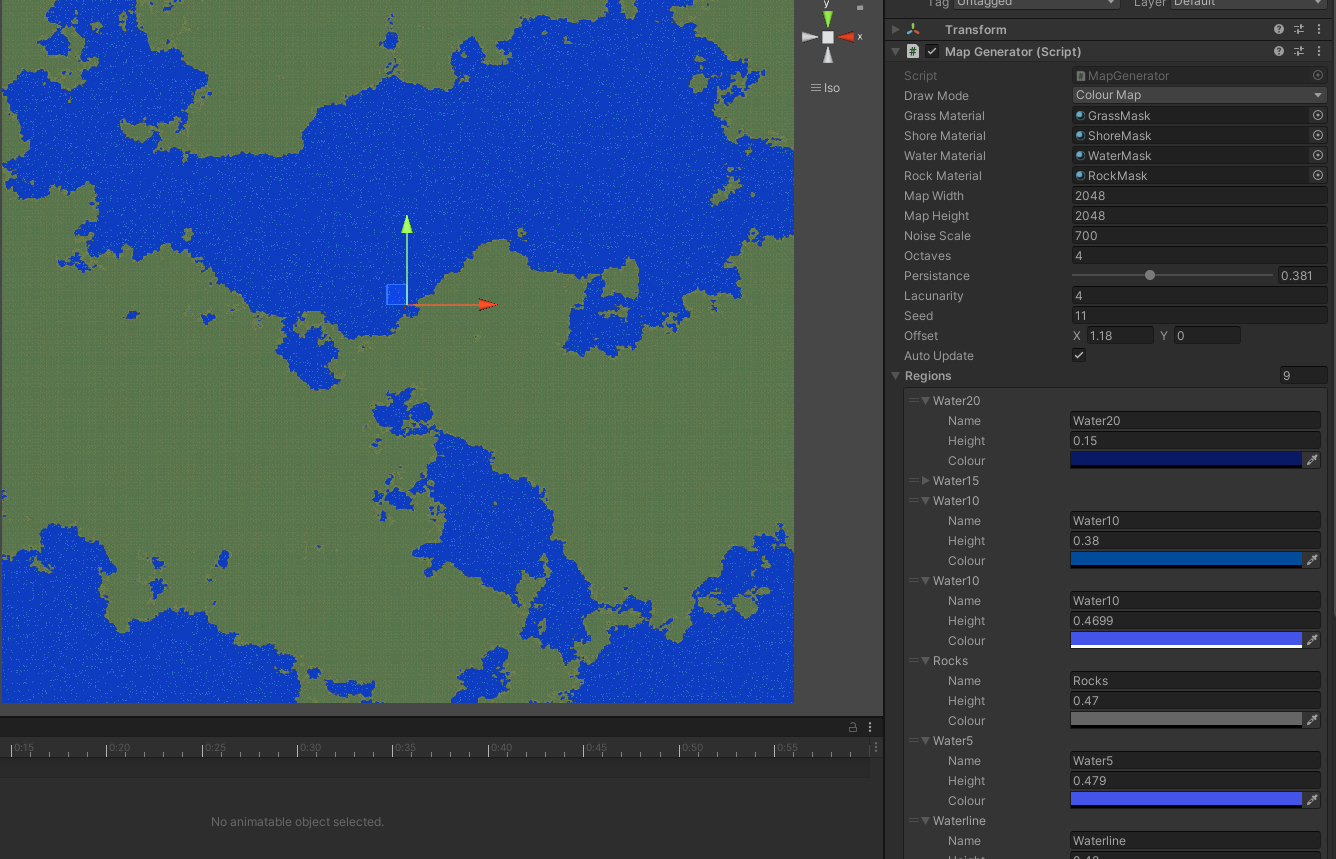 Tag Untagged Layer Default
y
Transform
x
Map Generator (Script)
Iso
Script MapGenerator
Draw Mode Colour Map
Grass Material GrassMask
Shore Material ShoreMask
Water Material WaterMask
Rock Material RockMask
Map Width 2048
Map Height 2048
Noise Scale 700
Octaves 4
Persistance 0.381
Lacunarity 4
Seed 11
Offset X 1.18 Y 0
Auto Update
Regions 9
Water20
Name Water20
Height 0.15
Colour
Water15
Water10
Name Water10
Height 0.38
Colour
Water10
Name Water10
Height 0.4699
Colour
Rocks
Name Rocks
Height 0.47
Colour
Water5
Name Water5
Height 0.479
Colour
Waterline
Name Waterline
0:15 0:20 0:25 0:30 0:35 0:40 0:45 0:50 0:55
No animatable object selected.